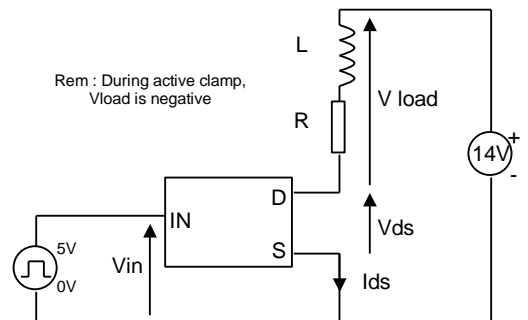 L
Rem : During active clamp,
Vload is negative
V load
R
14V
+
-
D
IN
Vds
S
5V
0V
Vin
Ids